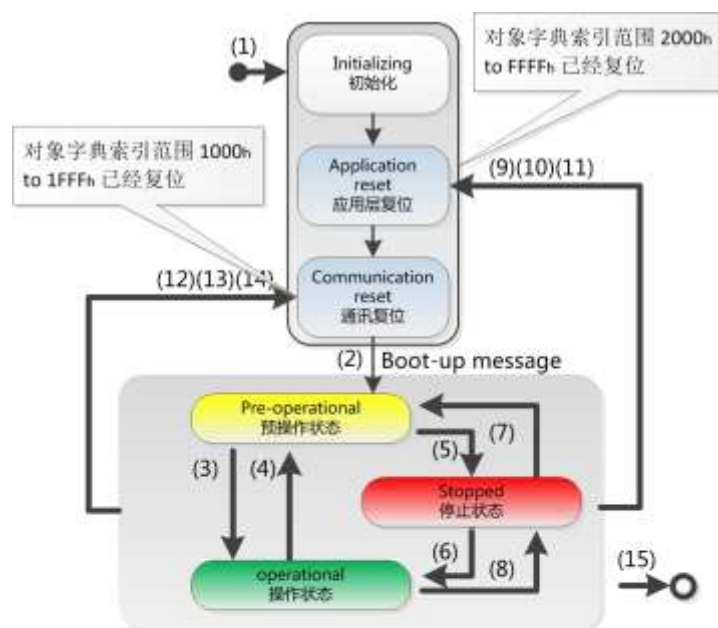 (1)
Initializing
初始化
对象字典索引范围 2000h
to FFFFh 已经复位
对象字典索引范围 1000h
to 1FFFh 已经复位
Application
reset
应用层复位
(9)(10)(11)
(12)(13)(14)
Communication
reset
通讯复位
(2)
Boot-up message
Pre-operational
预操作状态
(3)
(4)
(5)
(7)
Stopped
停止状态
(6)
(8)
operational
操作状态
(15)